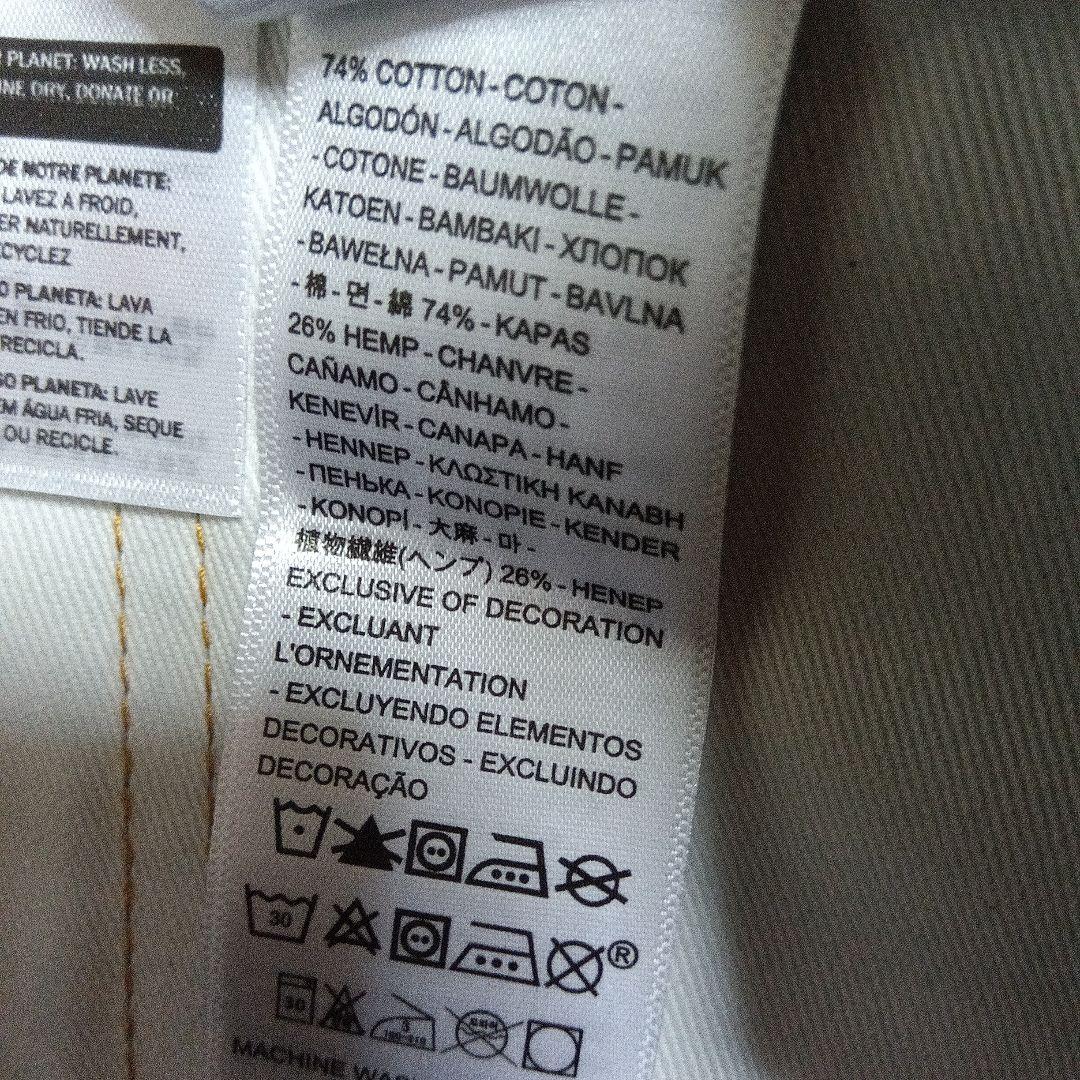 PLANET: WASH LESS,
DRY, DONATE OR
DE NOTRE PLANETE:
LAVEZ A FROID,
ER NATURELLEMENT,
ECYCLEZ
O PLANETA: LAVA
EN FRIO, TIENDE LA
RECICLA.
SO PLANETA: LAVE
EM ÁGUA FRIA, SEQUE
OU RECICLE.
74% COTTON - COTON -
ALGODÓN - ALGODÃO - PAMUK
- COTONE - BAUMWOLLE -
KATOEN - BAMBAKI - ХЛОПОК
- BAWEŁNA - PAMUT - BAVLNA
- 棉 - 면 - 綿 74% - KAPAS
26% HEMP - CHANVRE -
CAÑAMO - CÂNHAMO -
KENEVİR - CANAPA - HANF
- HENNEP - ΚΛΩΣΤΙΚΗ ΚΑΝΑΒΗ
- ПЕНЬКА - KONOPIE - KENDER
- KONOPÍ - 大麻 - 마 -
植物繊維(ヘンプ) 26% - HENEP
EXCLUSIVE OF DECORATION
- EXCLUANT
L'ORNEMENTATION
- EXCLUYENDO ELEMENTOS
DECORATIVOS - EXCLUINDO
DECORAÇÃO
30
®
30
MACHINE